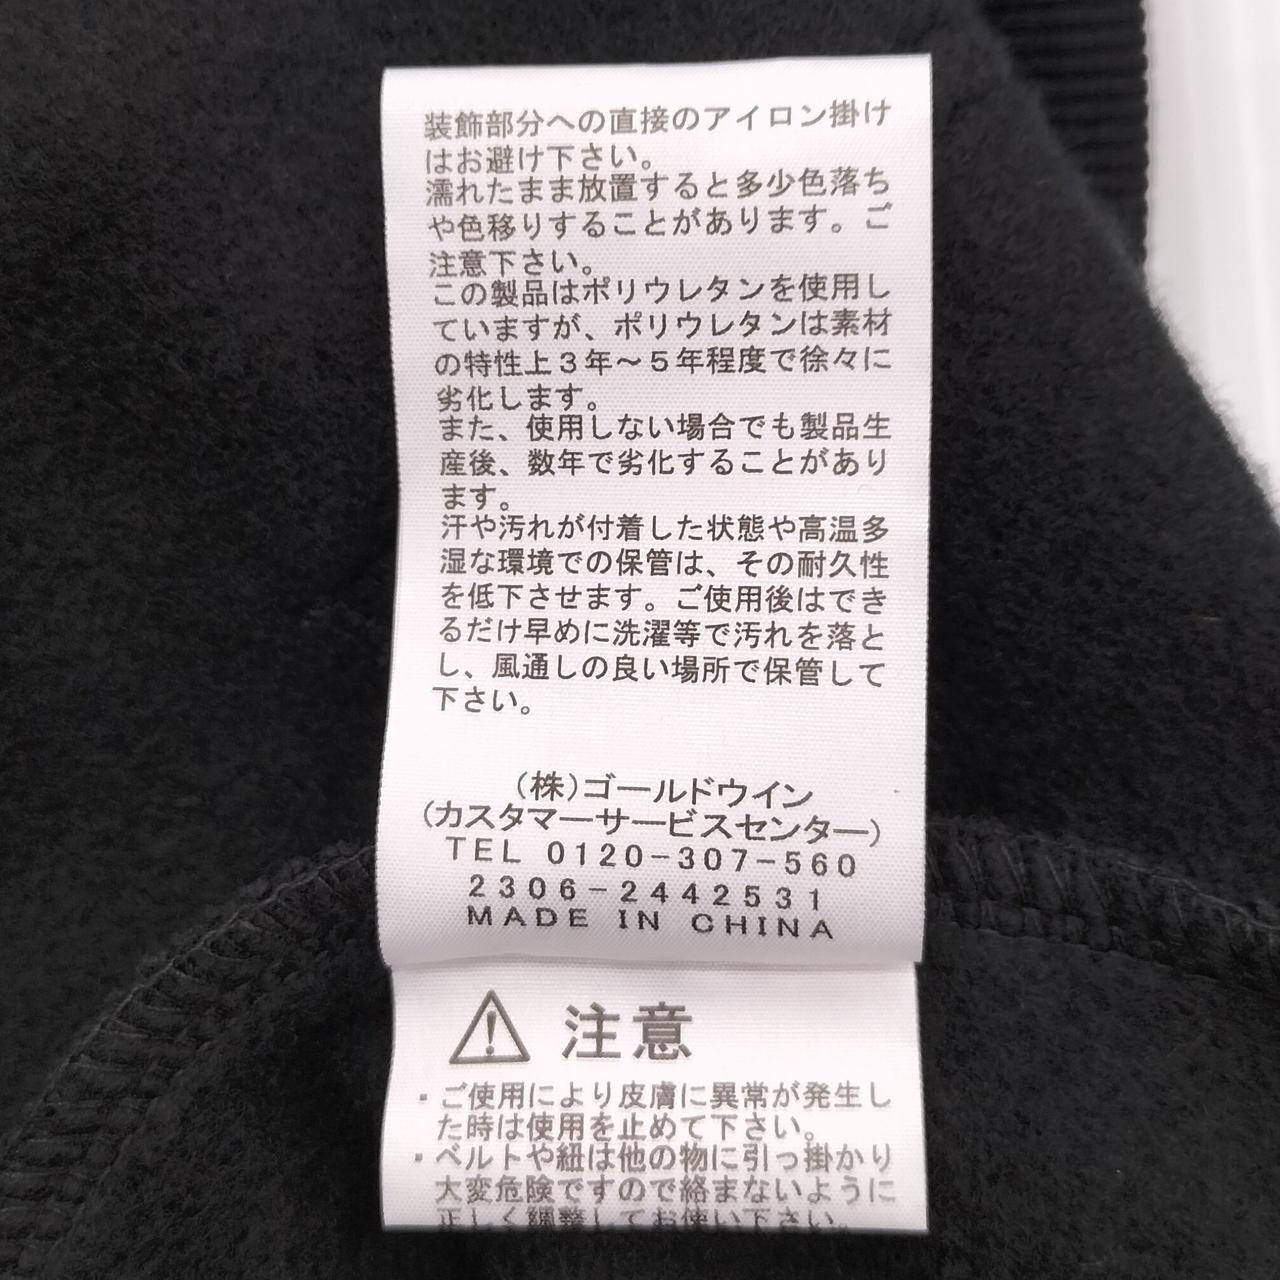 装飾部分への直接のアイロン掛け
はお避け下さい。
濡れたまま放置すると多少色落ち
や色移りすることがあります。ご
注意下さい。
この製品はポリウレタンを使用し
ていますが、ポリウレタンは素材
の特性上３年～５年程度で徐々に
劣化します。
また、使用しない場合でも製品生
産後、数年で劣化することがあり
ます。
汗や汚れが付着した状態や高温多
湿な環境での保管は、その耐久性
を低下させます。ご使用後はでき
るだけ早めに洗濯等で汚れを落と
し、風通しの良い場所で保管して
下さい。
(株)ゴールドウイン
(カスタマーサービスセンター)
TEL 0120-307-560
2306-2442531
MADE IN CHINA
注意
・ご使用により皮膚に異常が発生し
た時は使用を止めて下さい。
・ベルトや紐は他の物に引っ掛かり
大変危険ですので絡まないように
正しく調整してお使い下さい。